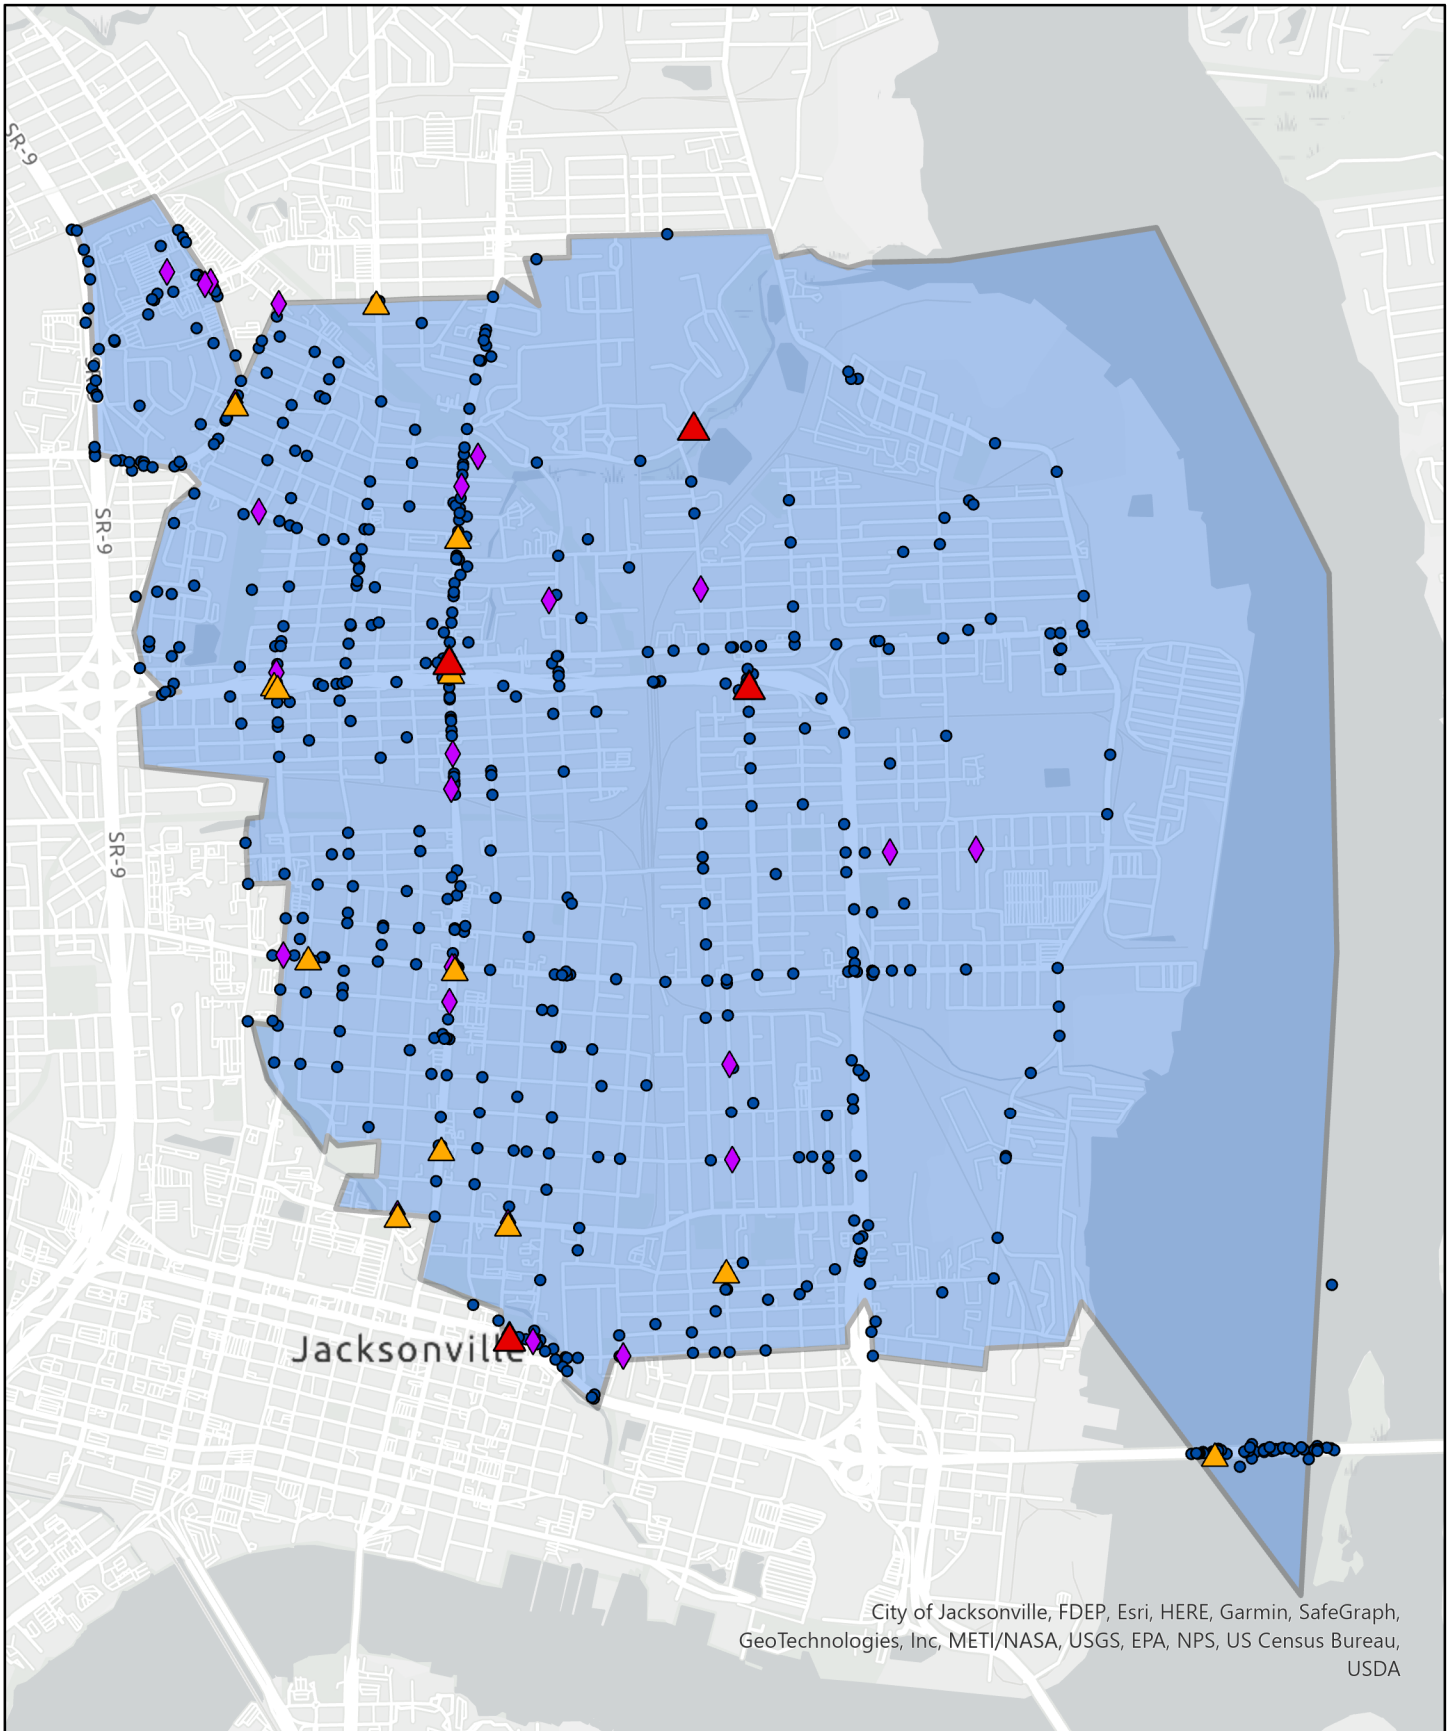 SR-9
SR-9
SR-9
Jacksonville
City of Jacksonville, FDEP, Esri, HERE, Garmin, SafeGraph,
GeoTechnologies, Inc, METI/NASA, USGS, EPA, NPS, US Census Bureau,
USDA